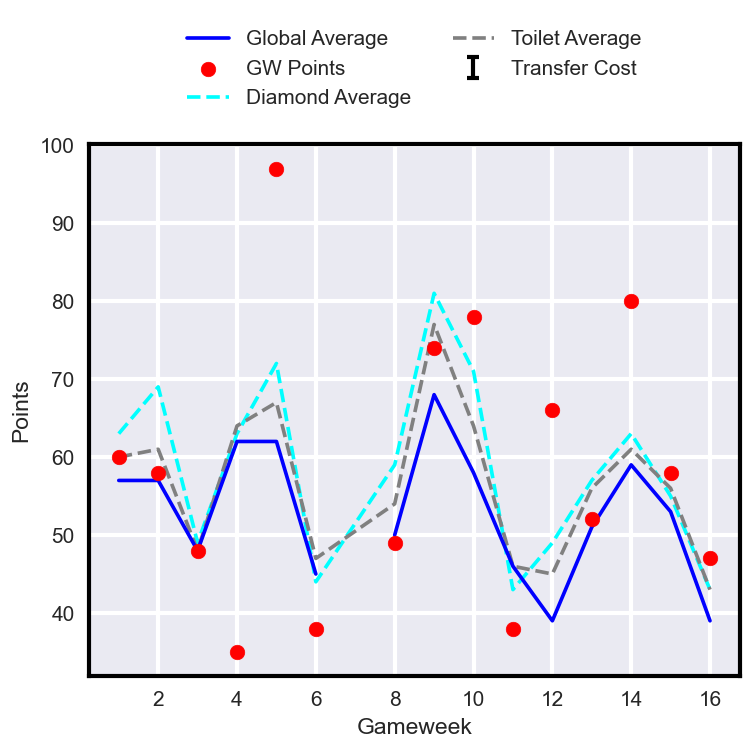 Global Average
GW Points
Diamond Average
Toilet Average
Transfer Cost
100
90
80
70
60
50
40
Points
2 4 6 8 10 12 14 16
Gameweek